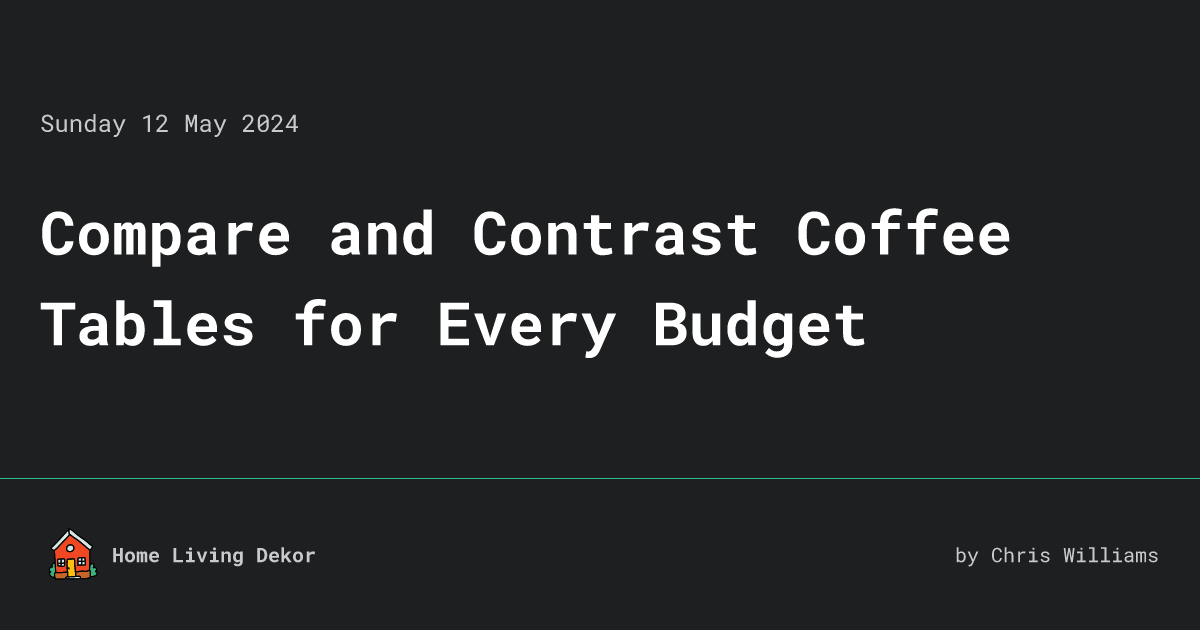 Sunday 12 May 2024
Compare and Contrast Coffee
Tables for Every Budget
Home Living Dekor
by Chris Williams